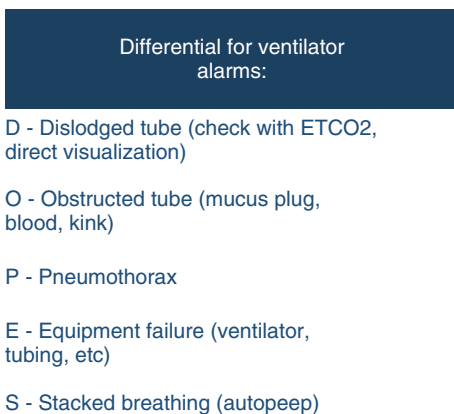 Differential for ventilator
alarms:
D - Dislodged tube (check with ETCO2,
direct visualization)
O - Obstructed tube (mucus plug,
blood, kink)
P - Pneumothorax
E - Equipment failure (ventilator,
tubing, etc)
S - Stacked breathing (autopeep)